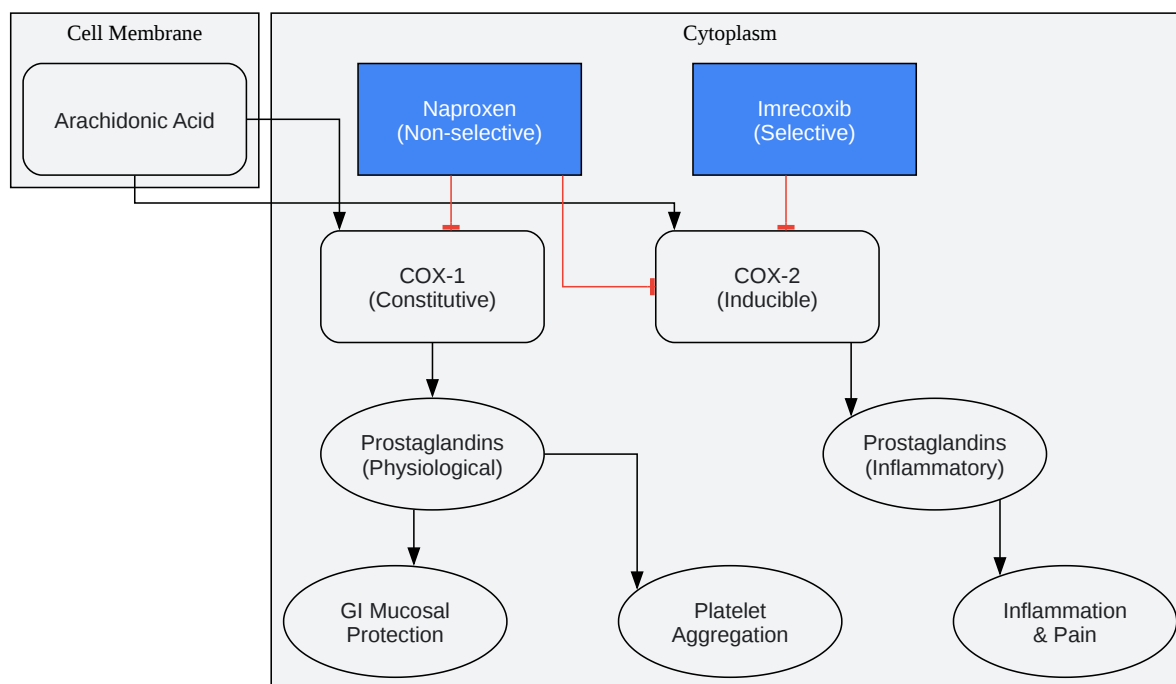 Cell Membrane
Cytoplasm
Arachidonic Acid
Naproxen
(Non-selective)
Imrecoxib
(Selective)
COX-1
(Constitutive)
COX-2
(Inducible)
Prostaglandins
(Physiological)
Prostaglandins
(Inflammatory)
GI Mucosal
Protection
Platelet
Aggregation
Inflammation
& Pain